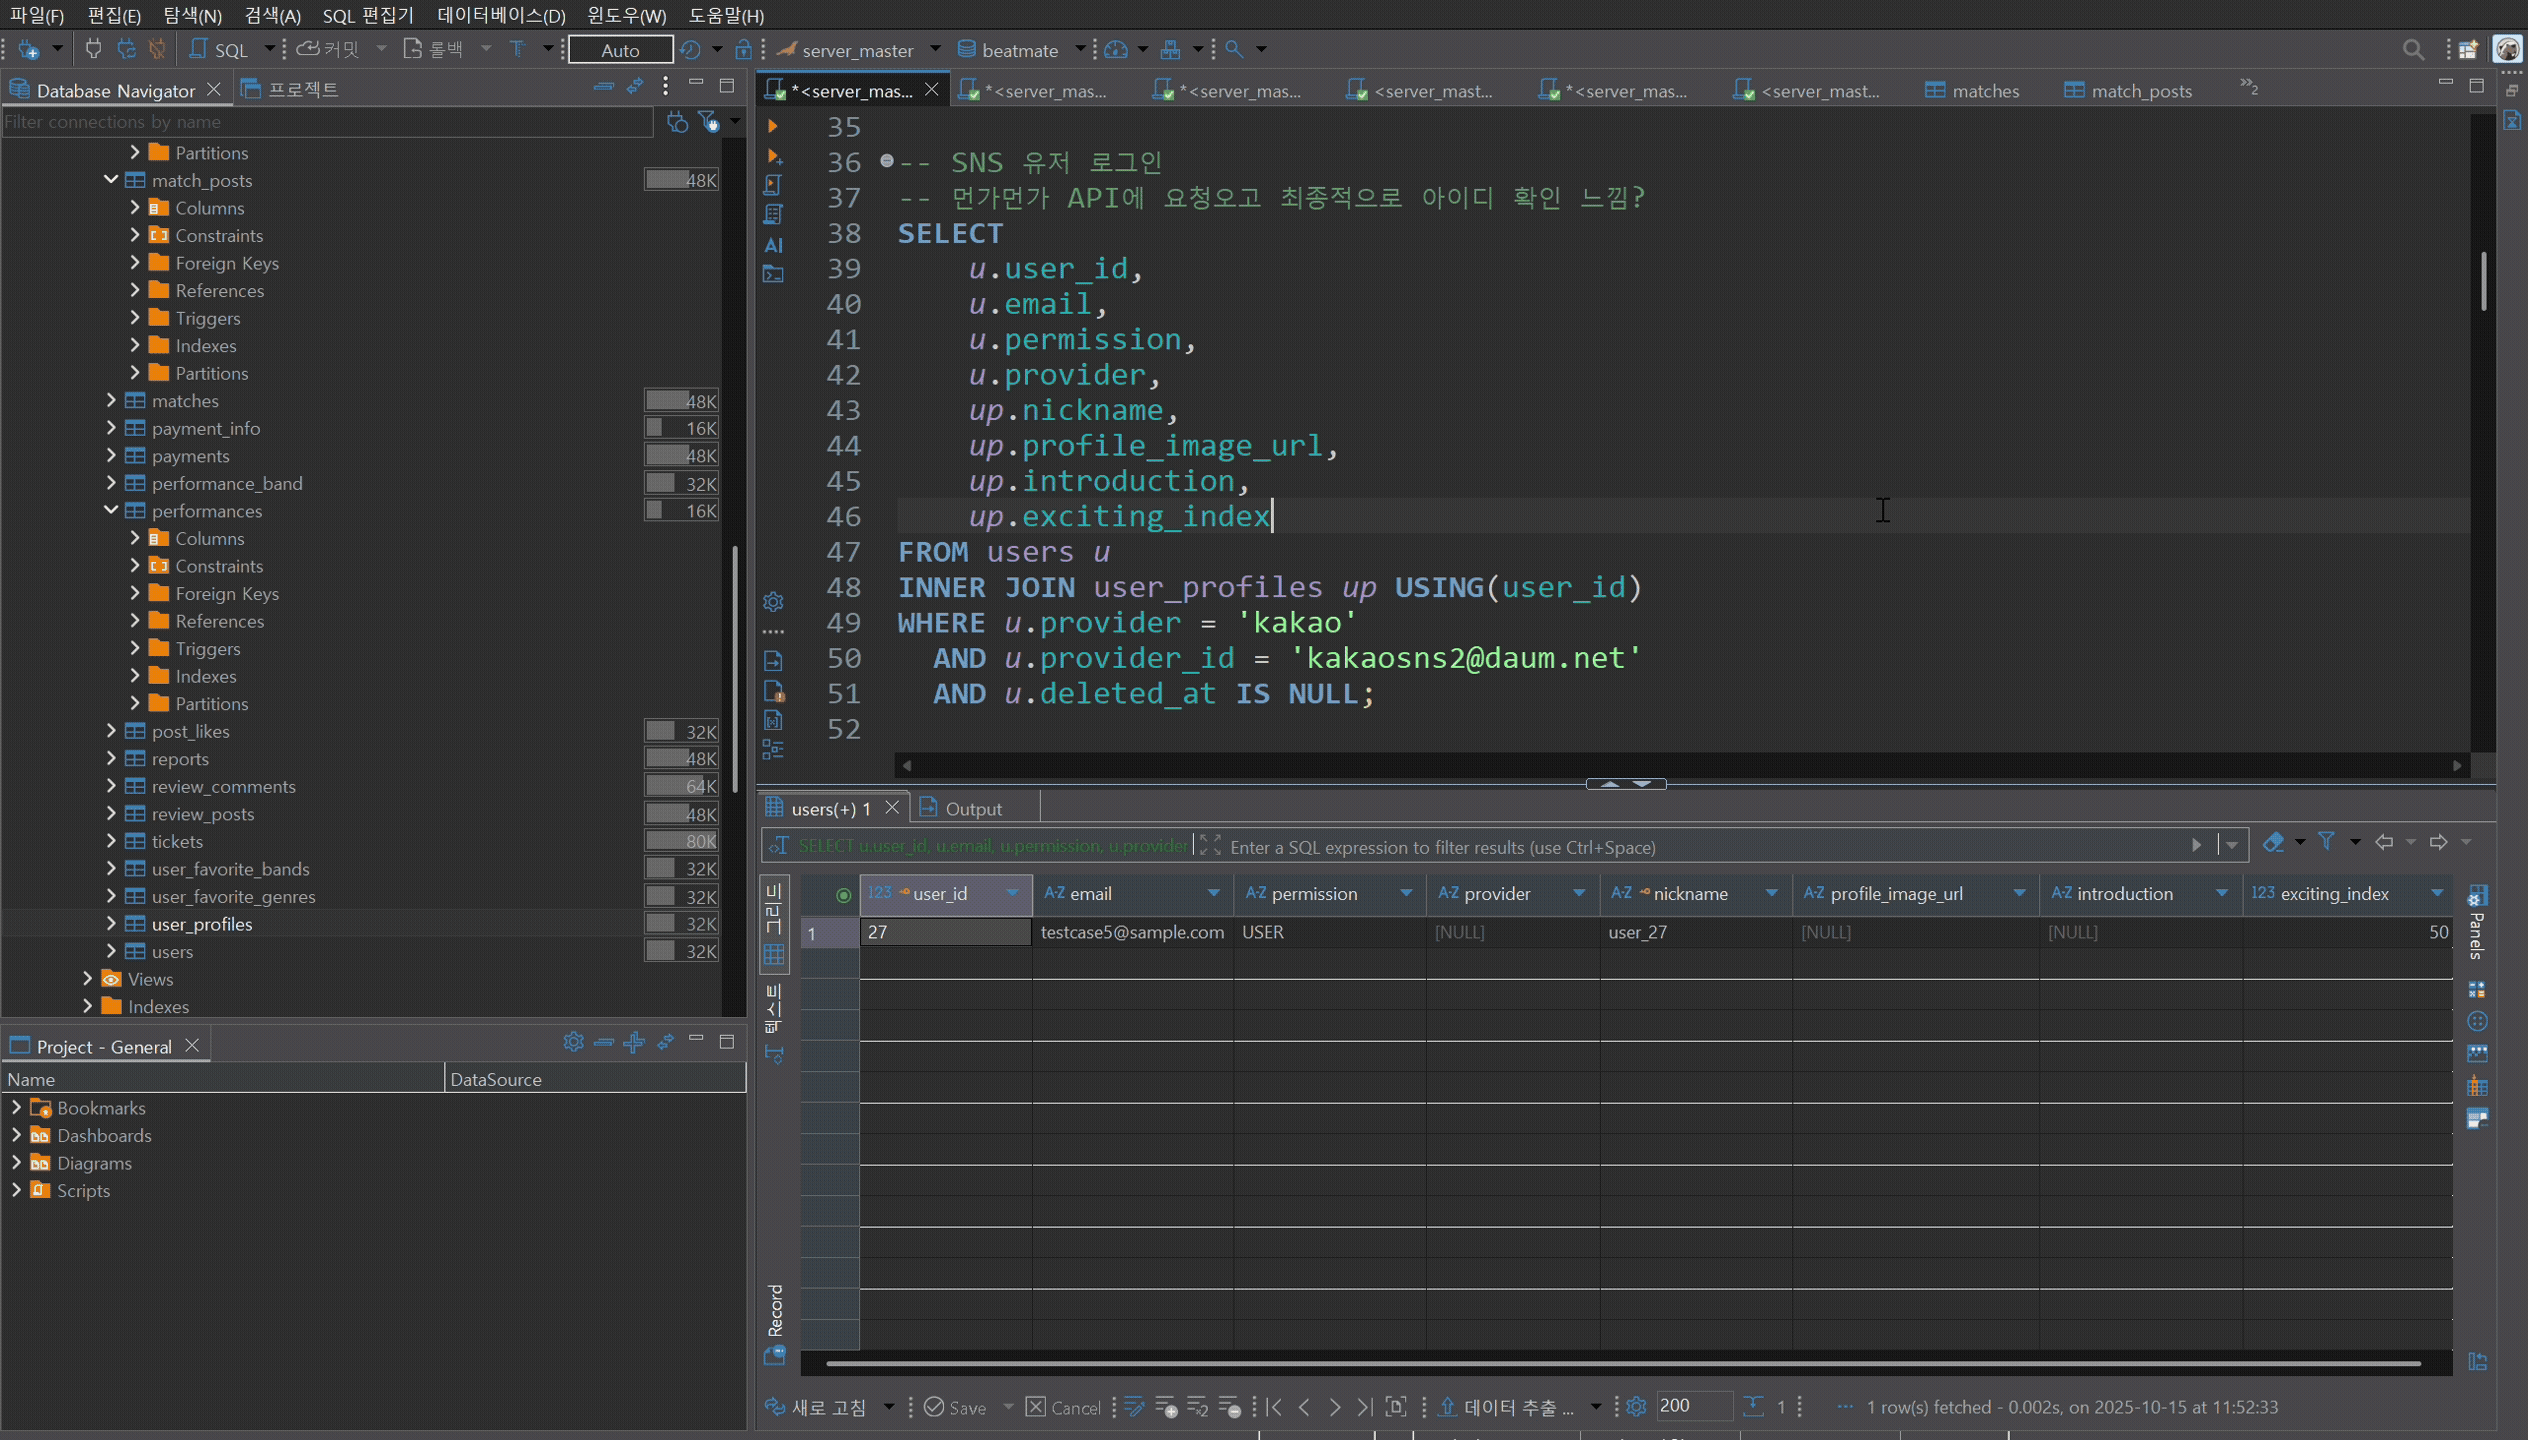 파일(F) 편집(E) 탐색(N) 검색(A) SQL 편집기 데이터베이스(D) 윈도우(W) 도움말(H)
SQL 커밋 롤백 T Auto server_master beatmate
Database Navigator 프로젝트
Filter connections by name
Partitions
match_posts 48K
Columns
Constraints
Foreign Keys
References
Triggers
Indexes
Partitions
matches 48K
payment_info 16K
payments 48K
performance_band 32K
performances 16K
Columns
Constraints
Foreign Keys
References
Triggers
Indexes
Partitions
post_likes 32K
reports 48K
review_comments 64K
review_posts 48K
tickets 80K
user_favorite_bands 32K
user_favorite_genres 32K
user_profiles 32K
users 32K
Views
Indexes
Project - General
Name DataSource
Bookmarks
Dashboards
Diagrams
Scripts
*<server_mas... *<server_mas... *<server_mas... <server_mast... *<server_mas... <server_mast... matches match_posts »2
AI
35
36 -- SNS 유저 로그인
37 -- 먼가먼가 API에 요청오고 최종적으로 아이디 확인 느낌?
38 SELECT
39 u.user_id,
40 u.email,
41 u.permission,
42 u.provider,
43 up.nickname,
44 up.profile_image_url,
45 up.introduction,
46 up.exciting_index
47 FROM users u
48 INNER JOIN user_profiles up USING(user_id)
49 WHERE u.provider = 'kakao'
50 AND u.provider_id = 'kakaosns2@daum.net'
51 AND u.deleted_at IS NULL;
52
users(+) 1 Output
SELECT u.user_id, u.email, u.permission, u.provider Enter a SQL expression to filter results (use Ctrl+Space)
그리드
텍스트
Record
123 user_id A-Z email A-Z permission A-Z provider A-Z nickname A-Z profile_image_url A-Z introduction 123 exciting_index
1 27 testcase5@sample.com USER [NULL] user_27 [NULL] [NULL] 50
Panels
새로 고침 Save Cancel 데이터 추출 ... 200 1 ... 1 row(s) fetched - 0.002s, on 2025-10-15 at 11:52:33